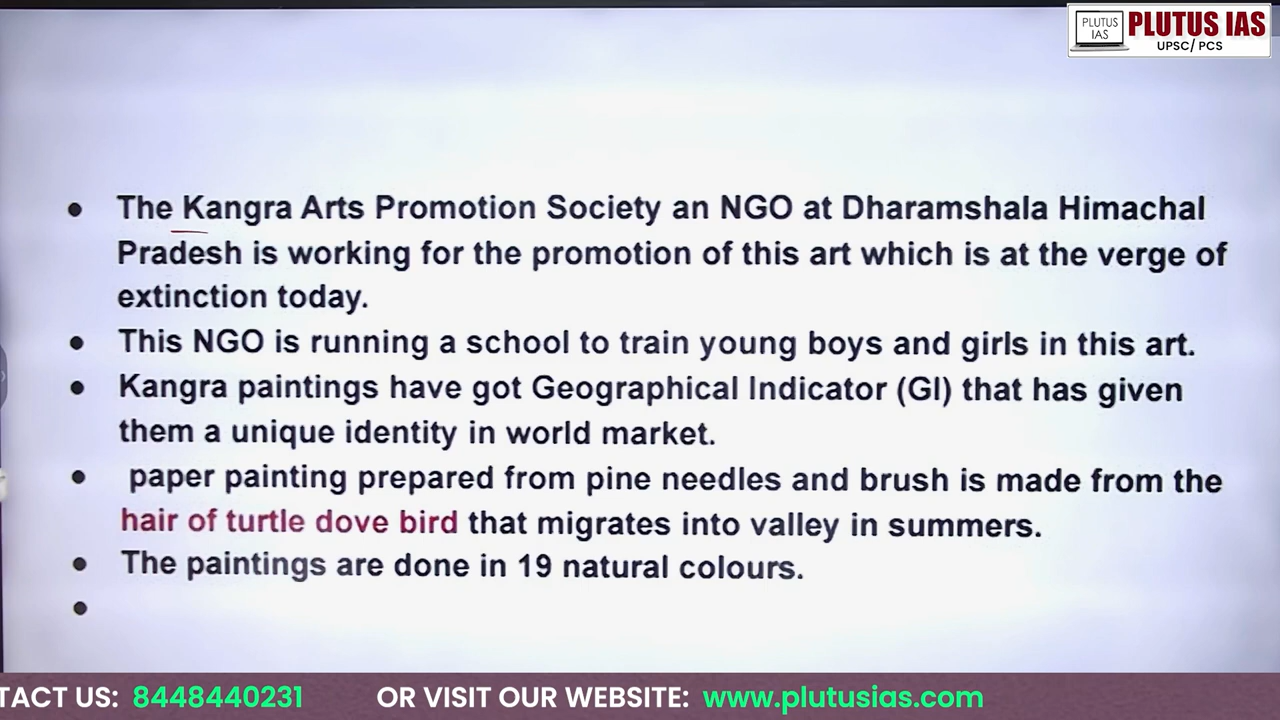 PLUTUS IAS
PLUTUS
IAS
UPSC/ PCS
• The Kangra Arts Promotion Society an NGO at Dharamshala Himachal
Pradesh is working for the promotion of this art which is at the verge of
extinction today.
• This NGO is running a school to train young boys and girls in this art.
• Kangra paintings have got Geographical Indicator (GI) that has given
them a unique identity in world market.
• paper painting prepared from pine needles and brush is made from the
hair of turtle dove bird that migrates into valley in summers.
• The paintings are done in 19 natural colours.
•
TACT US: 8448440231 OR VISIT OUR WEBSITE: www.plutusias.com